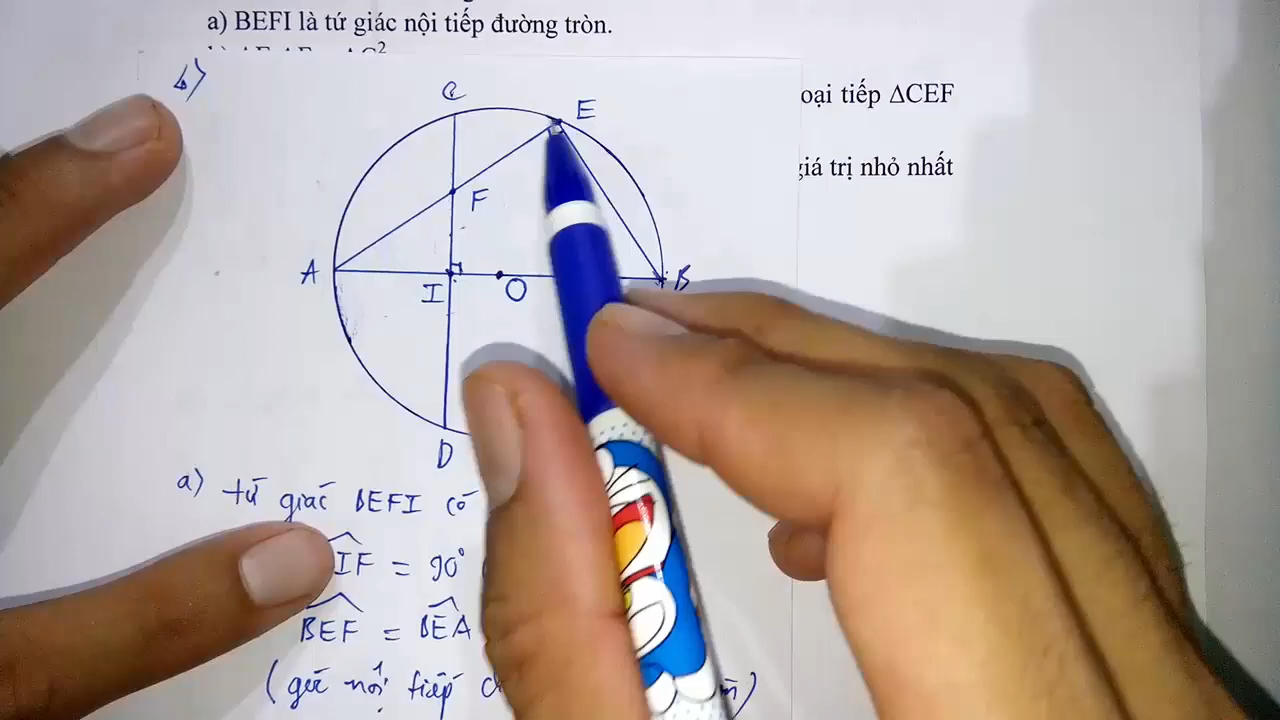 a) BEFI là tứ giác nội tiếp đường tròn.
b)
oại tiếp ΔCEF
giá trị nhỏ nhất
C
E
F
A
I
O
B
D
a) tứ giác BEFI có
IF = 90°
BEF = BEA
(góc nội tiếp